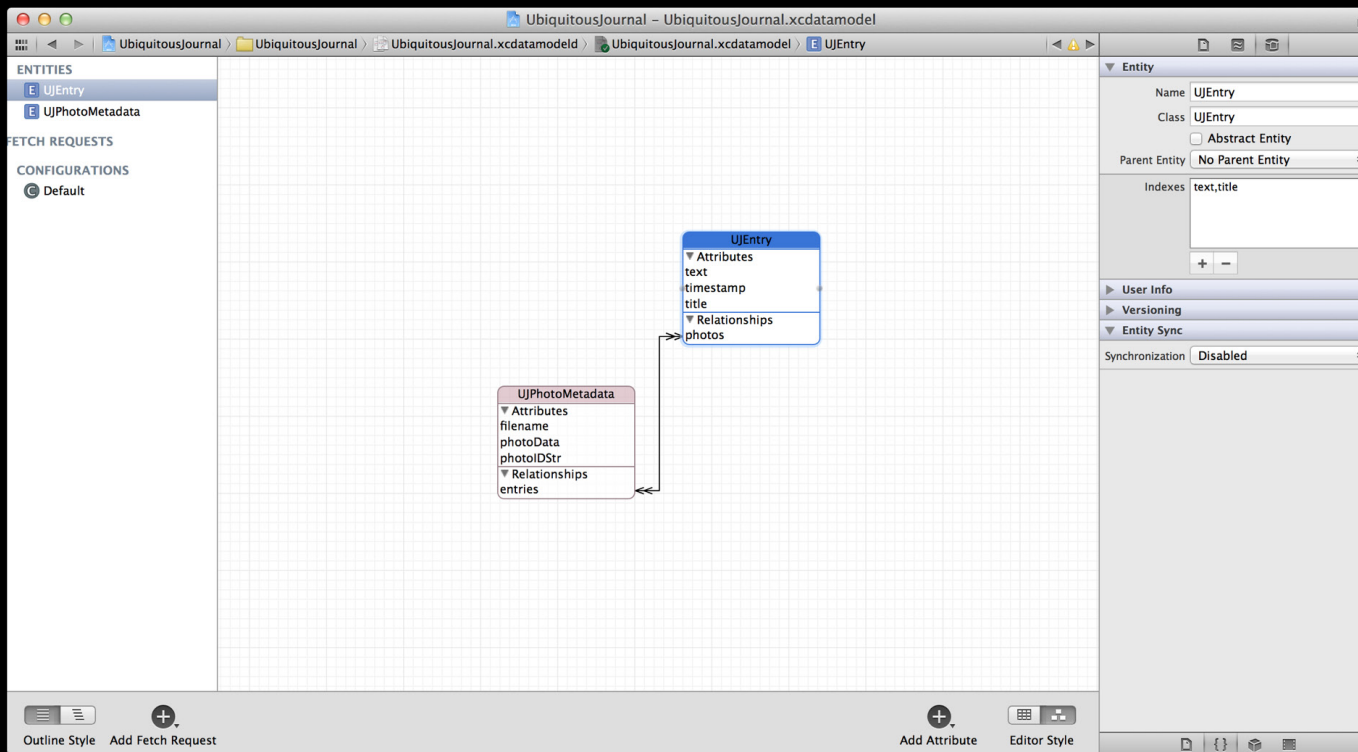 UbiquitousJournal – UbiquitousJournal.xcdatamodel
UbiquitousJournal UbiquitousJournal UbiquitousJournal.xcdatamodeld UbiquitousJournal.xcdatamodel E UJEntry
ENTITIES
E UJEntry
E UJPhotoMetadata
FETCH REQUESTS
CONFIGURATIONS
C Default
UJEntry
Attributes
text
timestamp
title
Relationships
photos
UJPhotoMetadata
Attributes
filename
photoData
photoIDStr
Relationships
entries
Entity
Name UJEntry
Class UJEntry
Abstract Entity
Parent Entity No Parent Entity
Indexes text,title
+ −
User Info
Versioning
Entity Sync
Synchronization Disabled
Outline Style Add Fetch Request Add Attribute Editor Style
{}